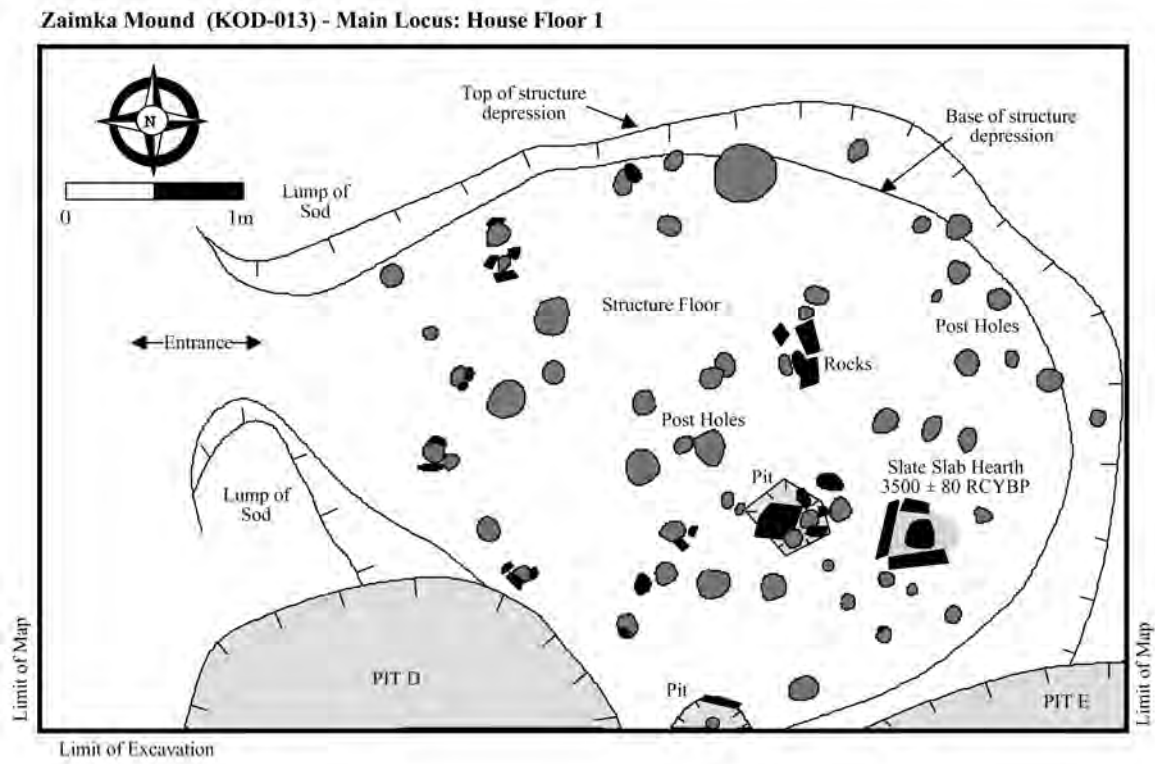 Zaimka Mound (KOD-013) - Main Locus: House Floor 1
N
0
1m
Lump of
Sod
Top of structure
depression
Base of structure
depression
Structure Floor
Entrance
Post Holes
Rocks
Post Holes
Pit
Slate Slab Hearth
3500 ± 80 RCYBP
Lump of
Sod
PIT D
Pit
PIT E
Limit of Map
Limit of Map
Limit of Excavation